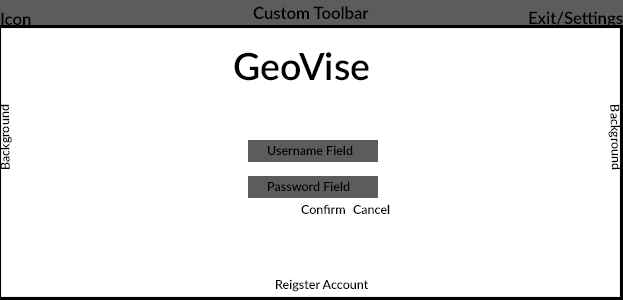 Icon
Custom Toolbar
Exit/Settings
GeoVise
Background
Background
Username Field
Password Field
Confirm Cancel
Reigster Account